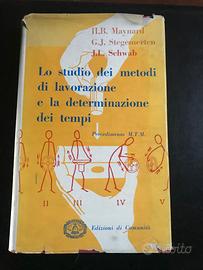 H.B. Maynard
G.J. Stegemerten
J.L. Schwab
Lo studio dei metodi
di lavorazione
e la determinazione
dei tempi
Procedimento M.T.M.
II III IV V
Edizioni di Comunità
subito